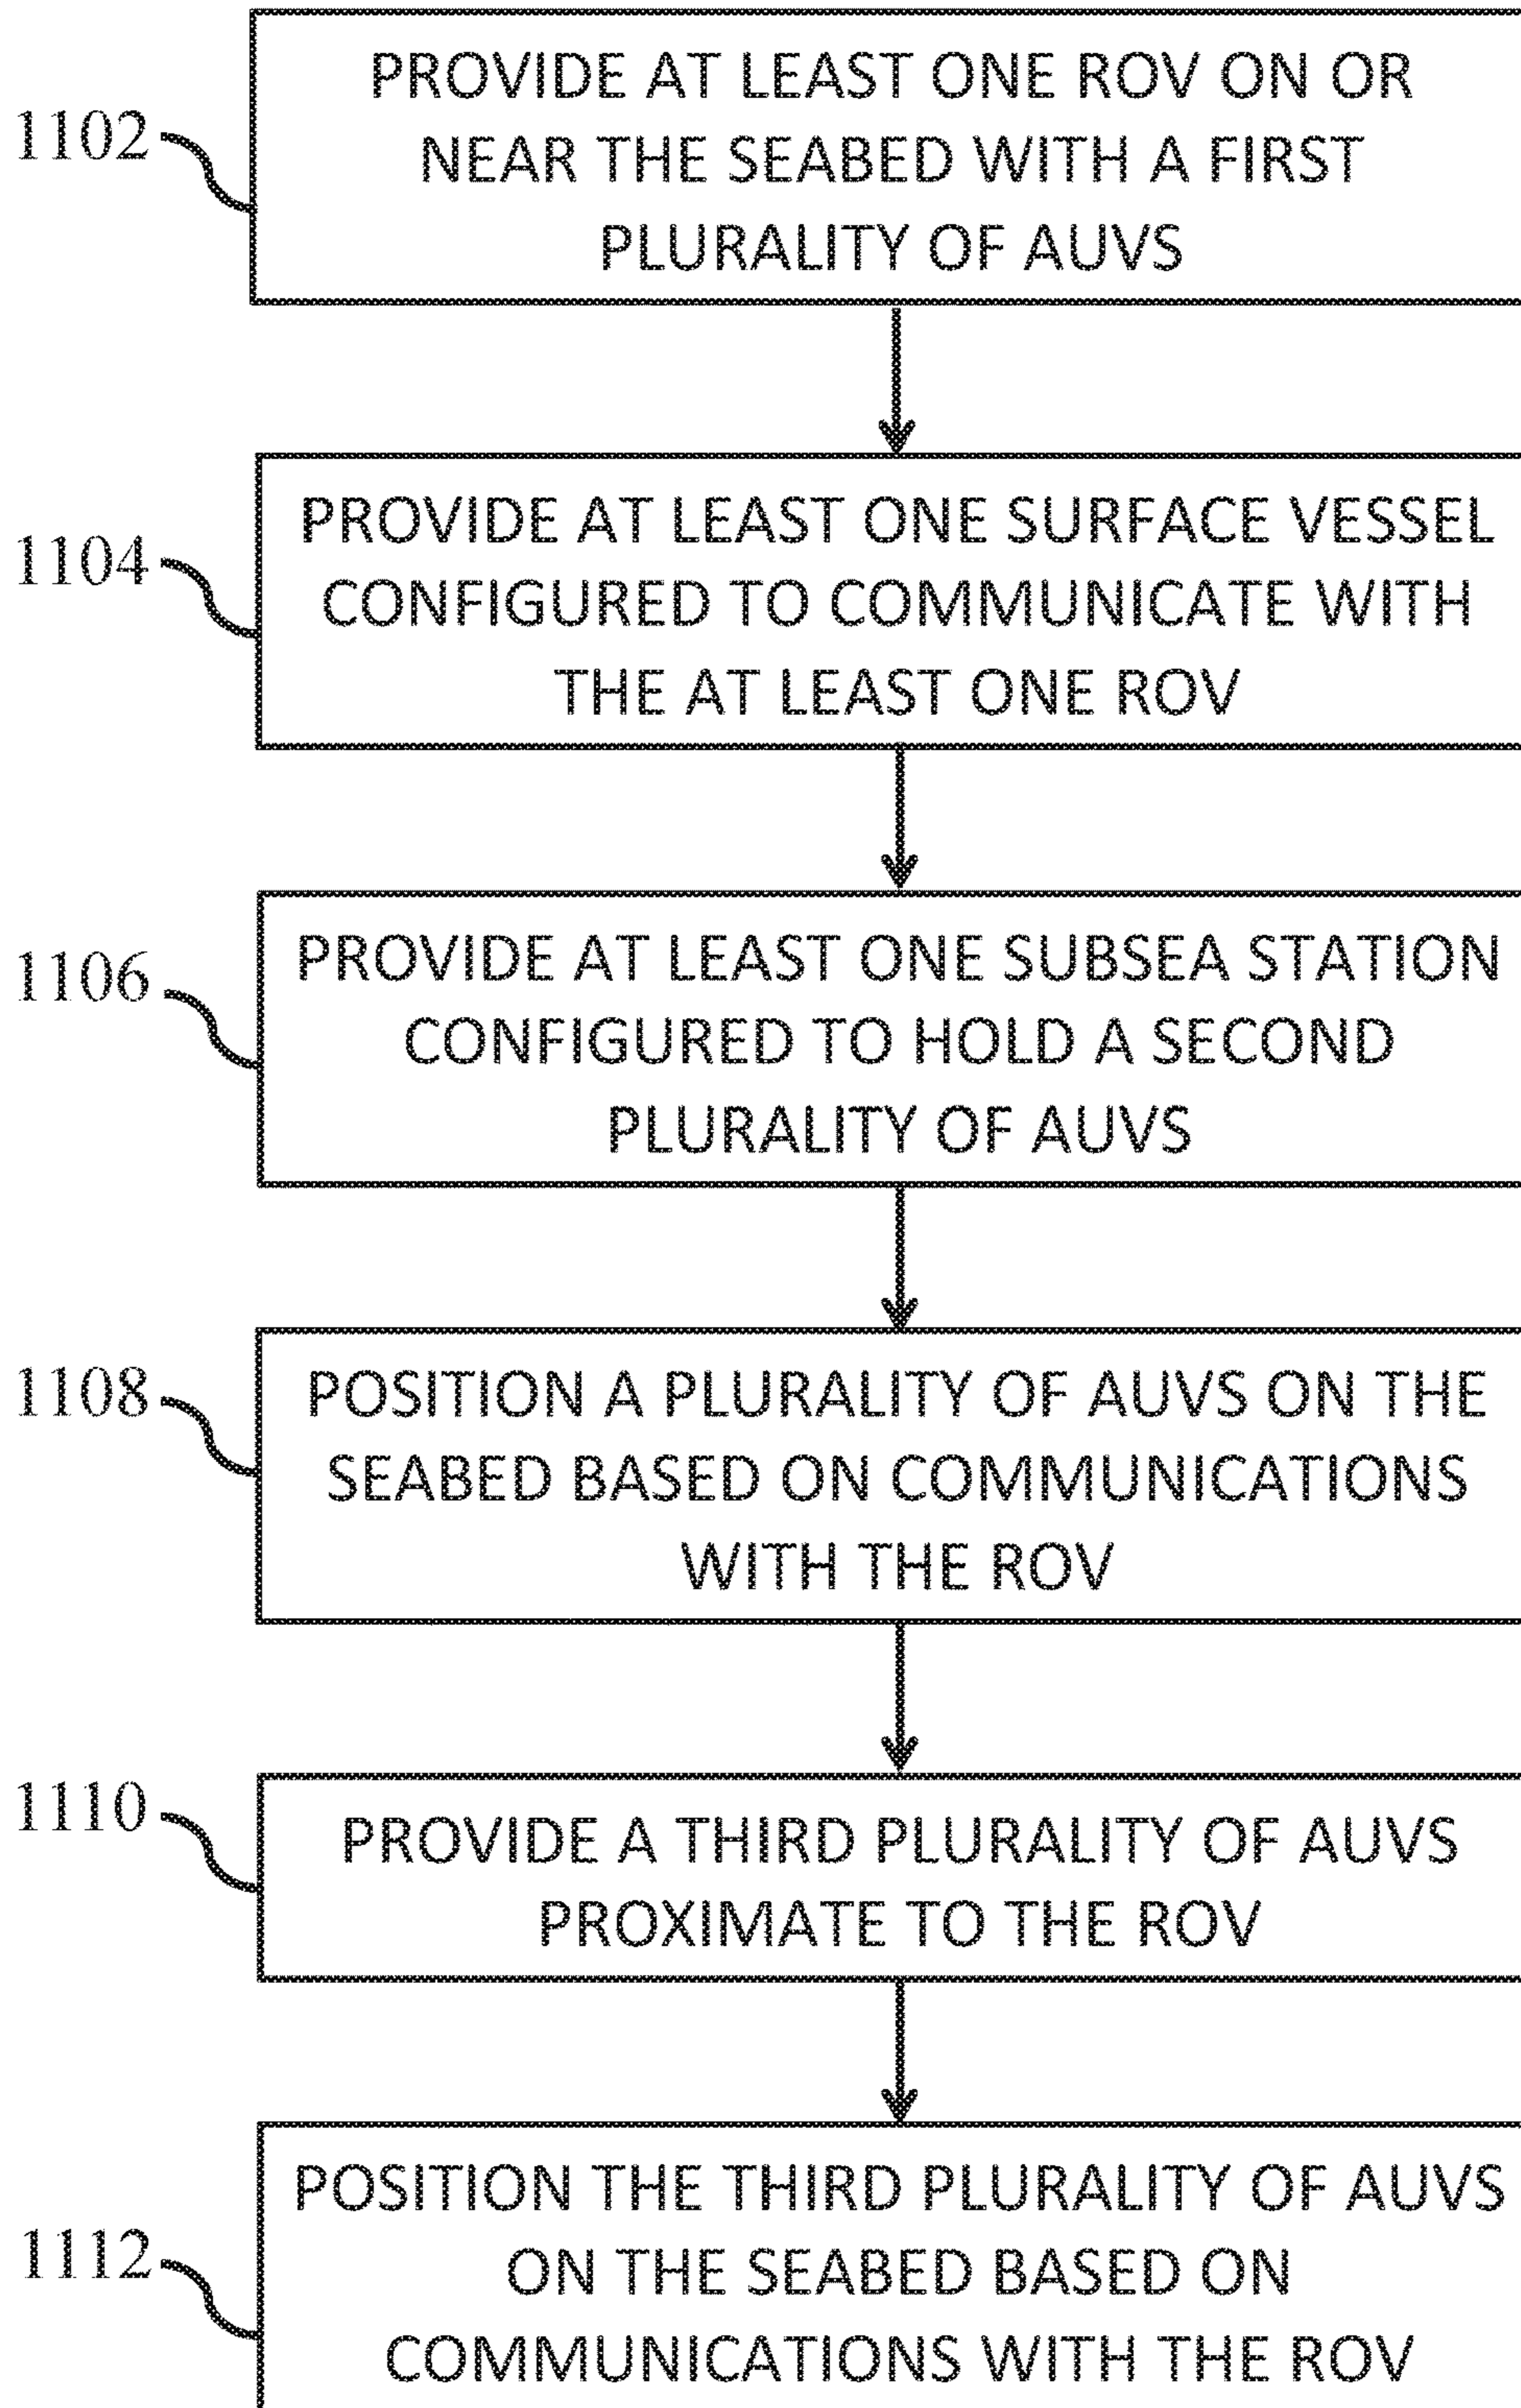 1102
PROVIDE AT LEAST ONE ROV ON OR
NEAR THE SEABED WITH A FIRST
PLURALITY OF AUVS
1104
PROVIDE AT LEAST ONE SURFACE VESSEL
CONFIGURED TO COMMUNICATE WITH
THE AT LEAST ONE ROV
1106
PROVIDE AT LEAST ONE SUBSEA STATION
CONFIGURED TO HOLD A SECOND
PLURALITY OF AUVS
1108
POSITION A PLURALITY OF AUVS ON THE
SEABED BASED ON COMMUNICATIONS
WITH THE ROV
1110
PROVIDE A THIRD PLURALITY OF AUVS
PROXIMATE TO THE ROV
1112
POSITION THE THIRD PLURALITY OF AUVS
ON THE SEABED BASED ON
COMMUNICATIONS WITH THE ROV